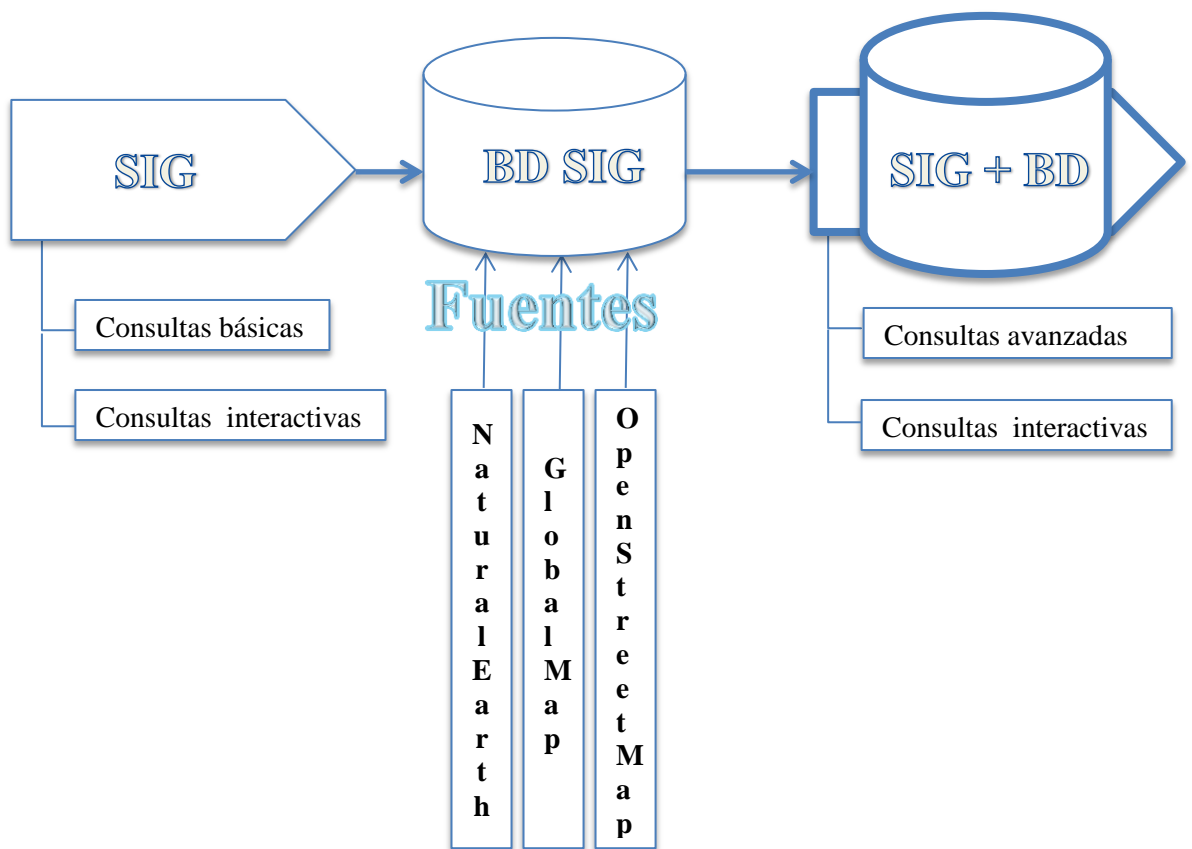 SIG
BD SIG
SIG + BD
Fuentes
Consultas básicas
Consultas interactivas
Consultas avanzadas
Consultas interactivas
NaturalEarth
GlobalMap
OpenStreetMap